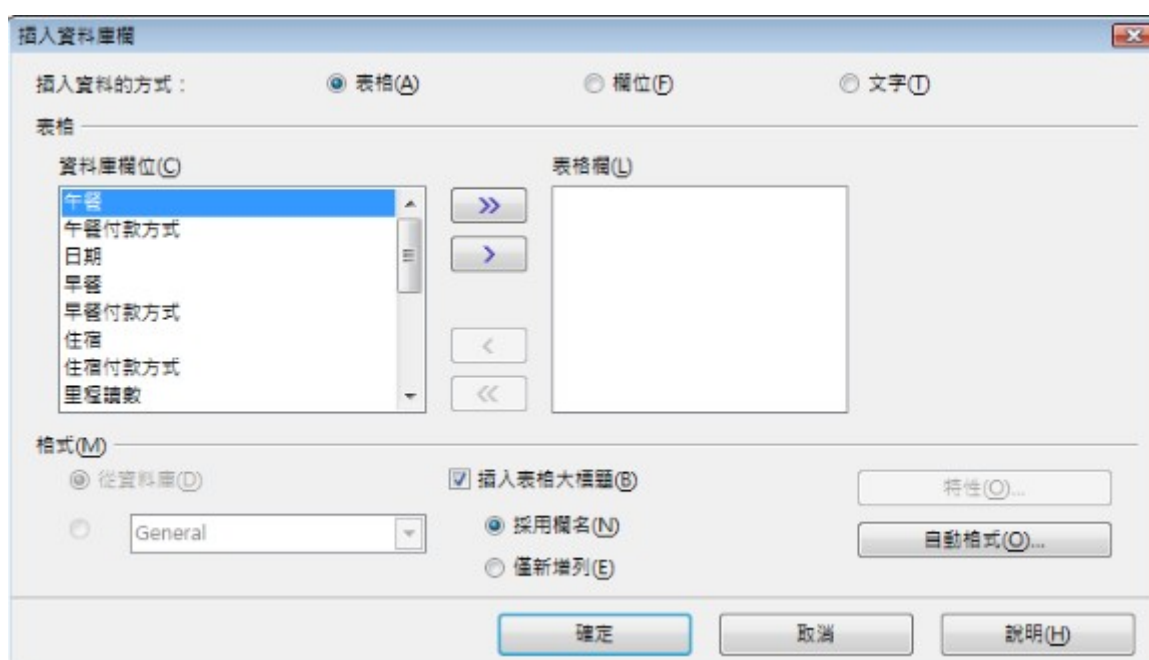 插入資料庫欄
插入資料的方式： 表格(A) 欄位(F) 文字(T)
表格
資料庫欄位(C) 表格欄(L)
午餐
午餐付款方式
日期
早餐
早餐付款方式
住宿
住宿付款方式
里程讀數
格式(M)
從資料庫(D) 插入表格大標題(B) 特性(O)...
General 採用欄名(N) 自動格式(O)...
僅新增列(E)
確定 取消 說明(H)